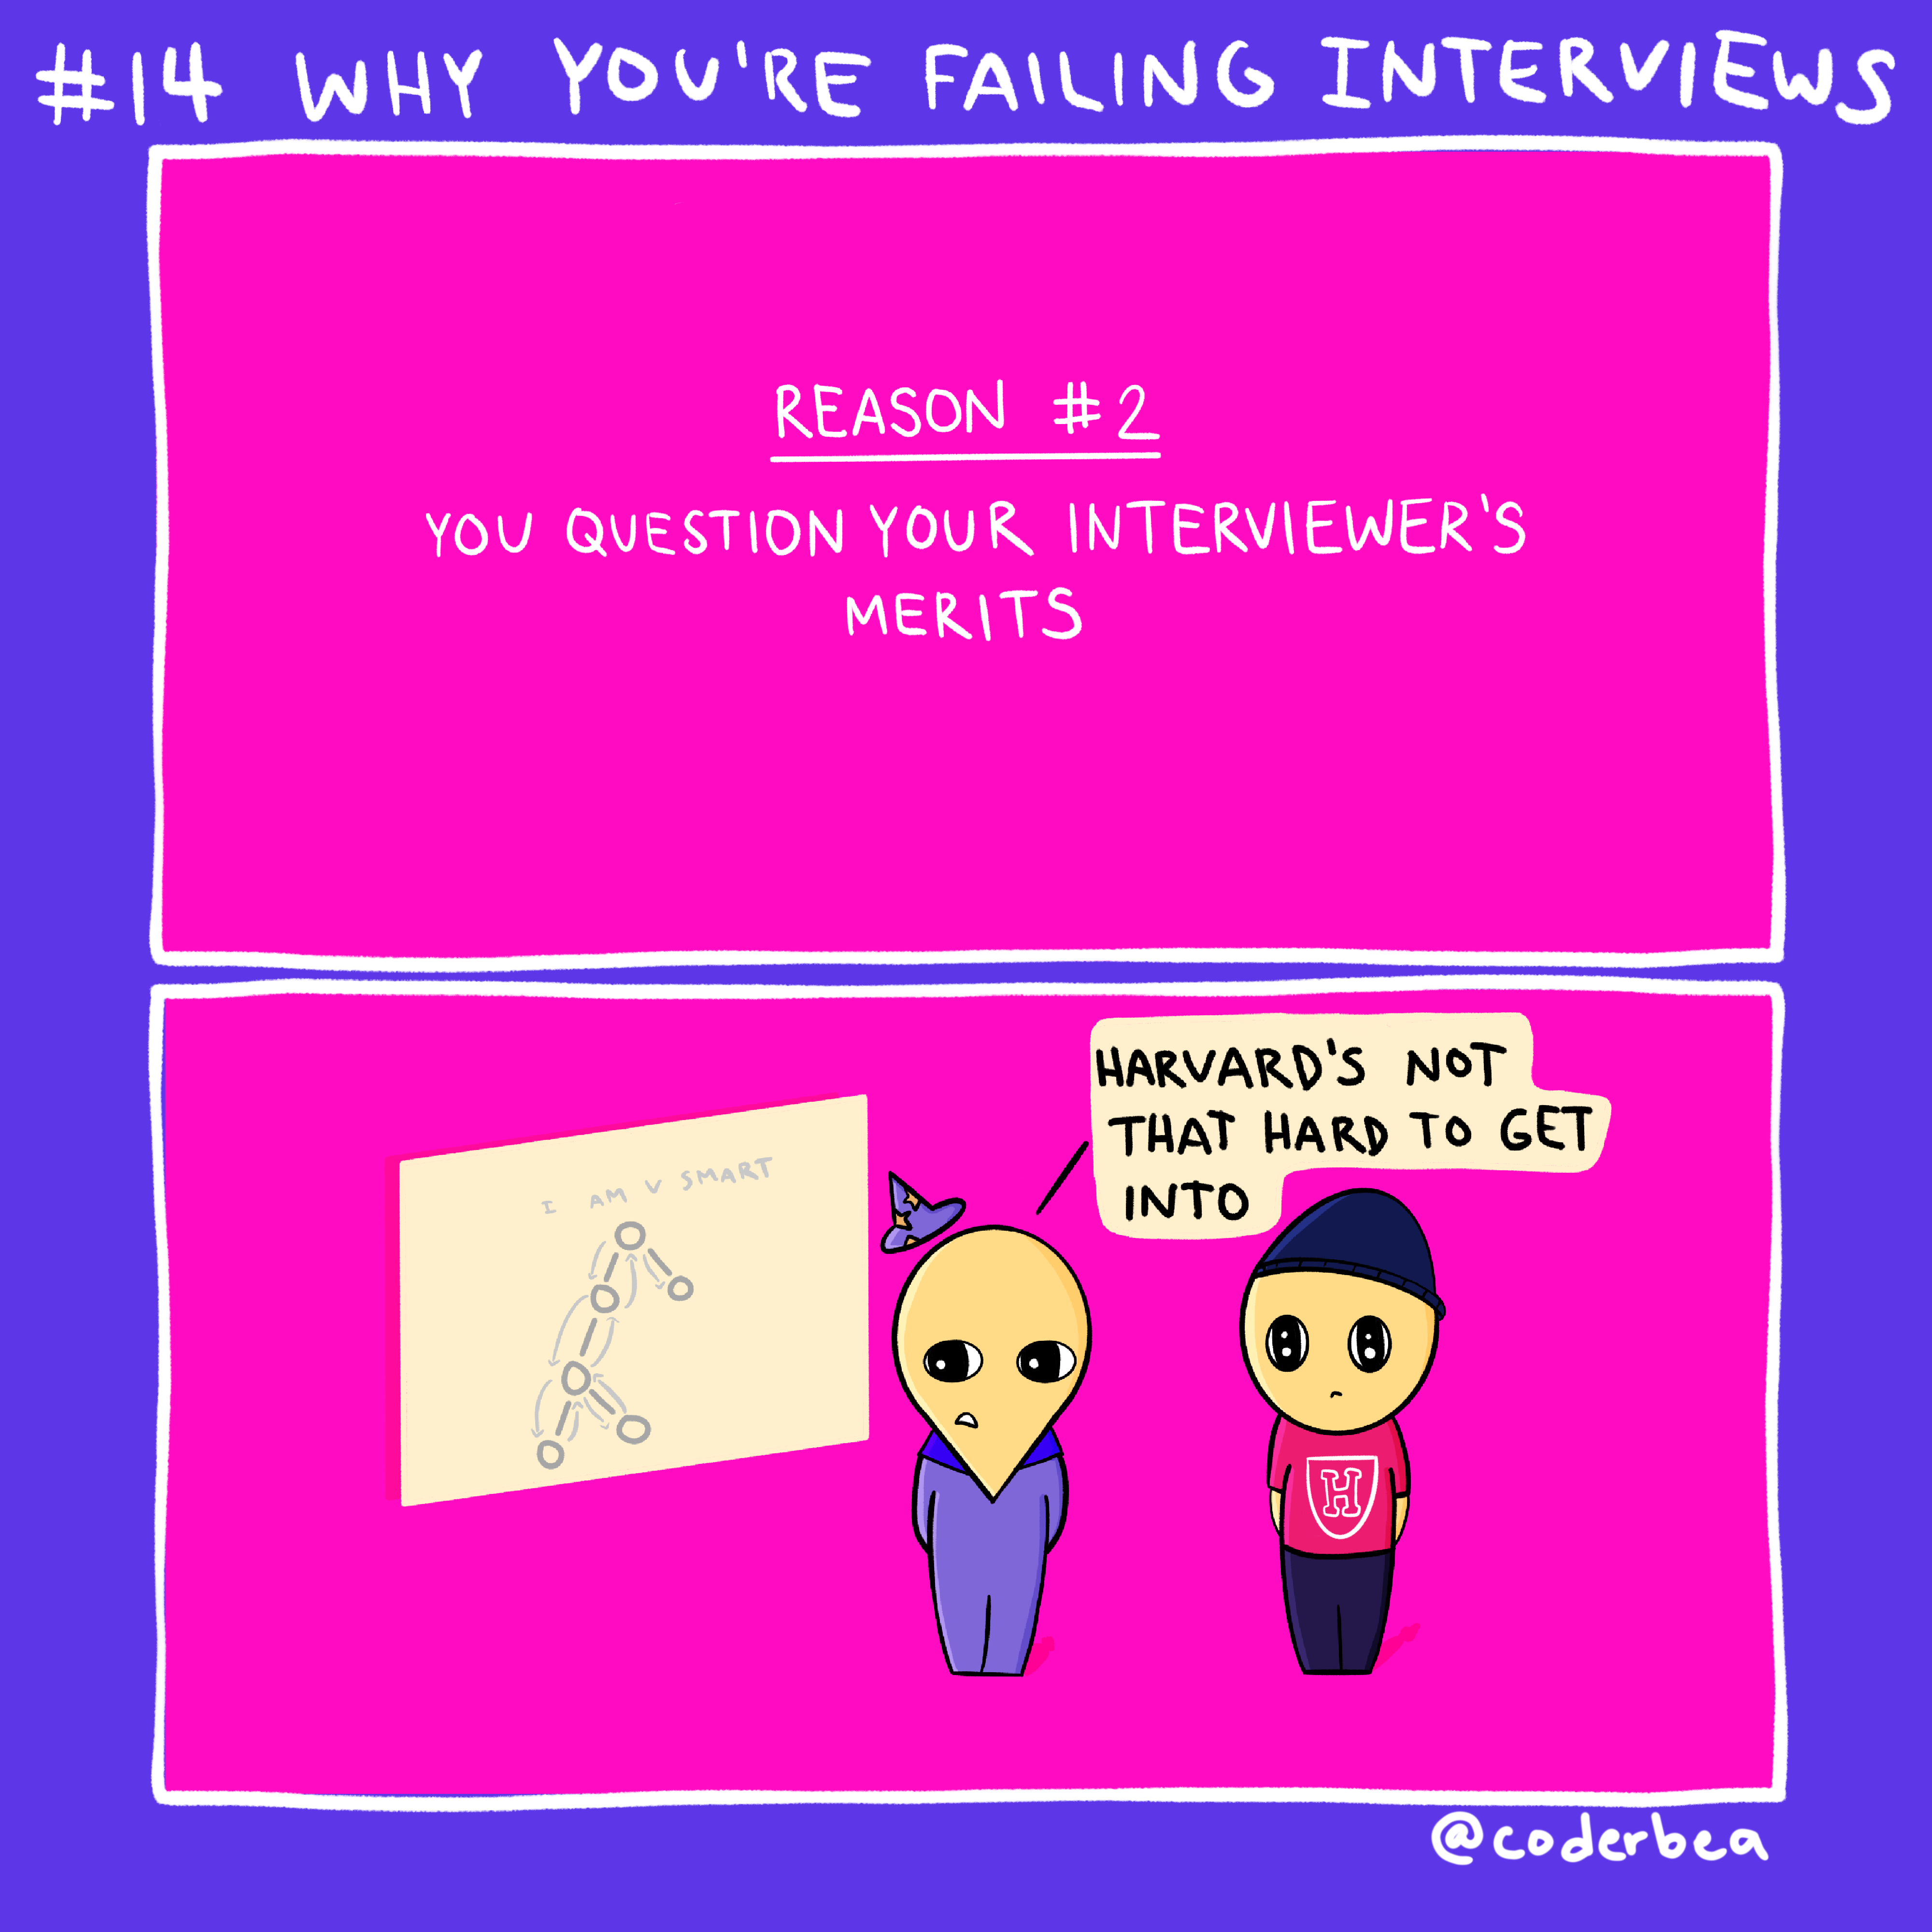 #14 WHY YOU'RE FAILING INTERVIEWS
REASON #2
YOU QUESTION YOUR INTERVIEWER'S
MERITS
HARVARD'S NOT
THAT HARD TO GET
INTO
I AM V SMART
H
@coderbea